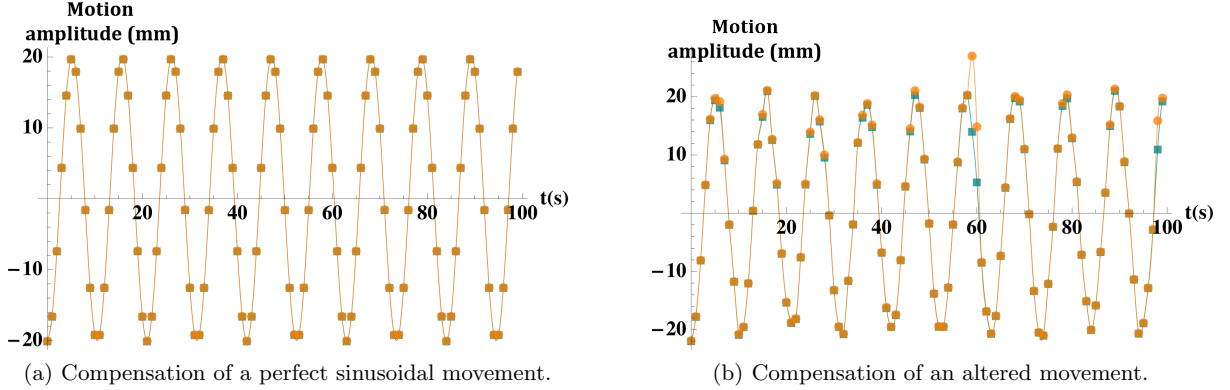 Motion
amplitude (mm)
20
10
−10
−20
20 40 60 80 100
t(s)
(a) Compensation of a perfect sinusoidal movement.
Motion
amplitude (mm)
20
10
−10
−20
20 40 60 80 100
t(s)
(b) Compensation of an altered movement.